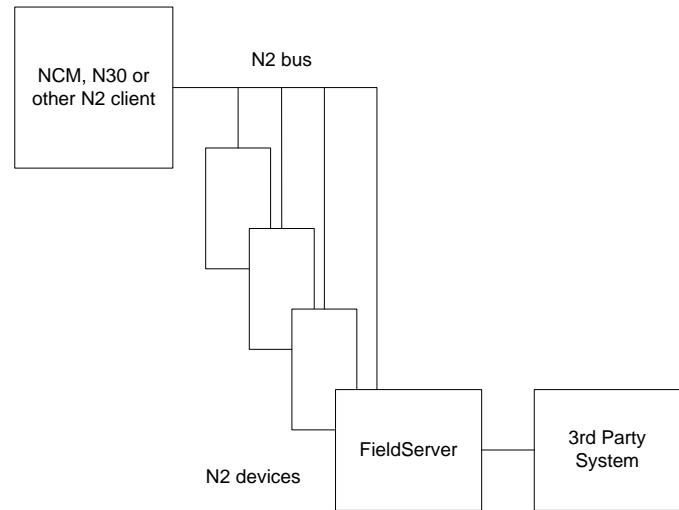 N2 bus
NCM, N30 or
other N2 client
FieldServer
3rd Party
System
N2 devices